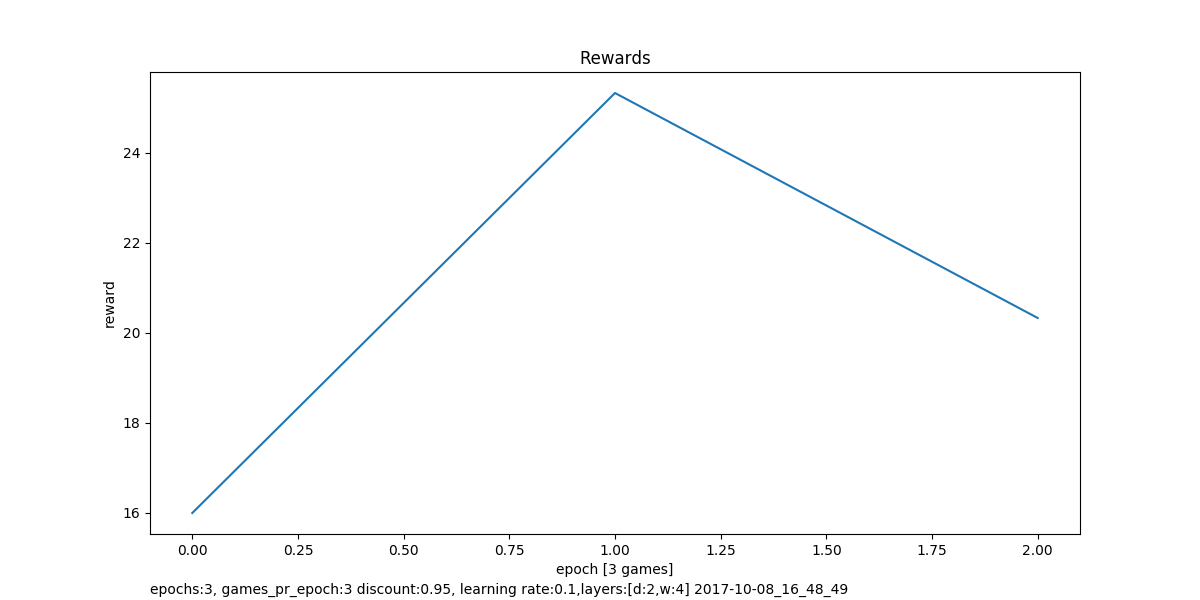 Rewards
24
22
20
18
16
reward
0.00 0.25 0.50 0.75 1.00 1.25 1.50 1.75 2.00
epoch [3 games]
epochs:3, games_pr_epoch:3 discount:0.95, learning rate:0.1,layers:[d:2,w:4] 2017-10-08_16_48_49